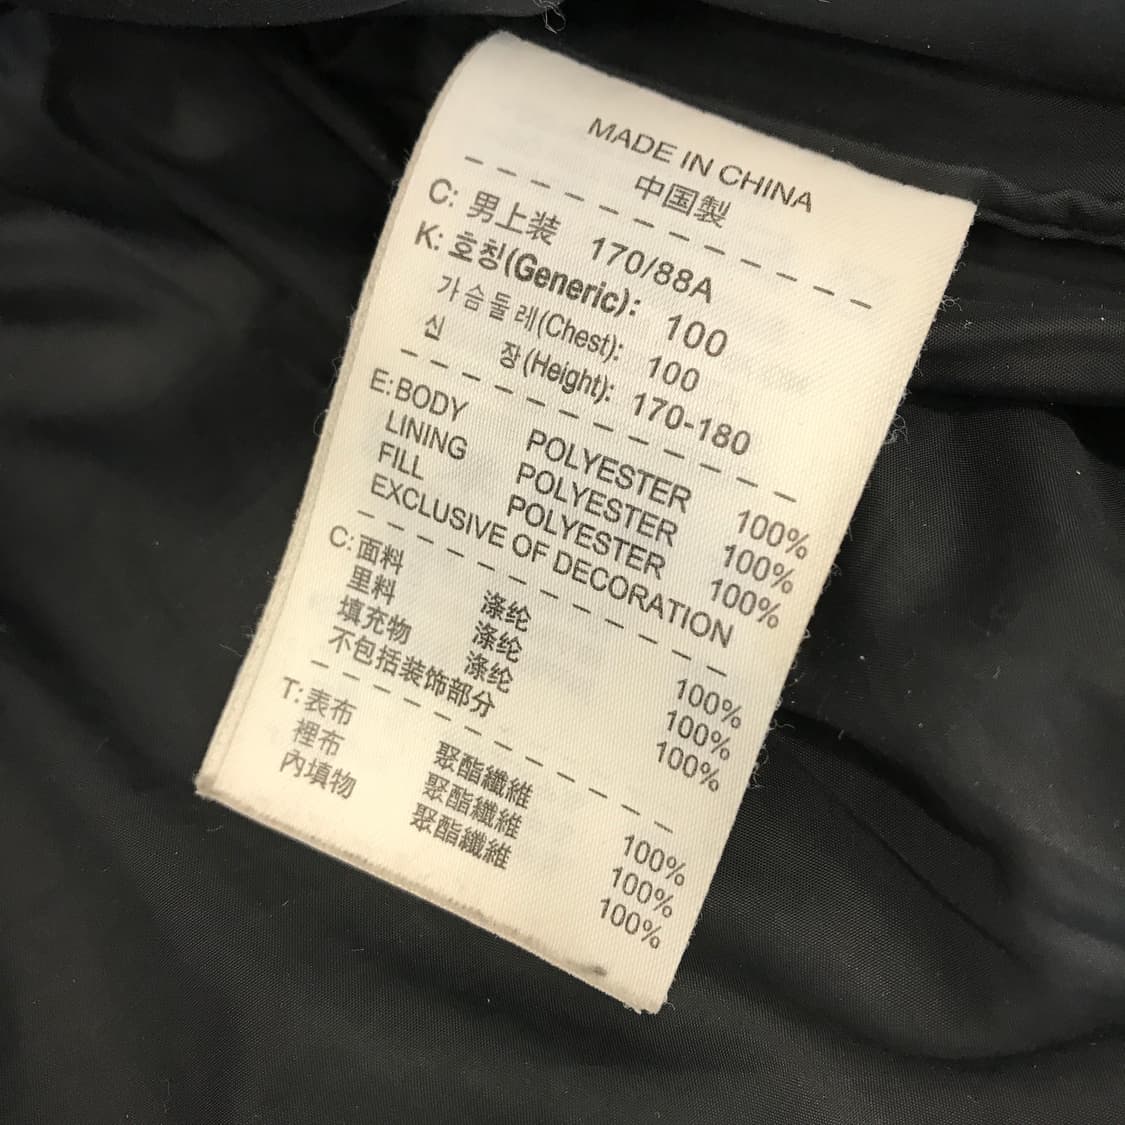 MADE IN CHINA
中国製
C: 男上装 170/88A
K: 호칭(Generic): 100
가슴둘레(Chest): 100
신 장(Height): 170-180
E: BODY POLYESTER 100%
LINING POLYESTER 100%
FILL POLYESTER 100%
EXCLUSIVE OF DECORATION
C: 面料 涤纶 100%
里料 涤纶 100%
填充物 涤纶 100%
不包括装饰部分
T: 表布 聚酯纖維 100%
裡布 聚酯纖維 100%
內填物 聚酯纖維 100%